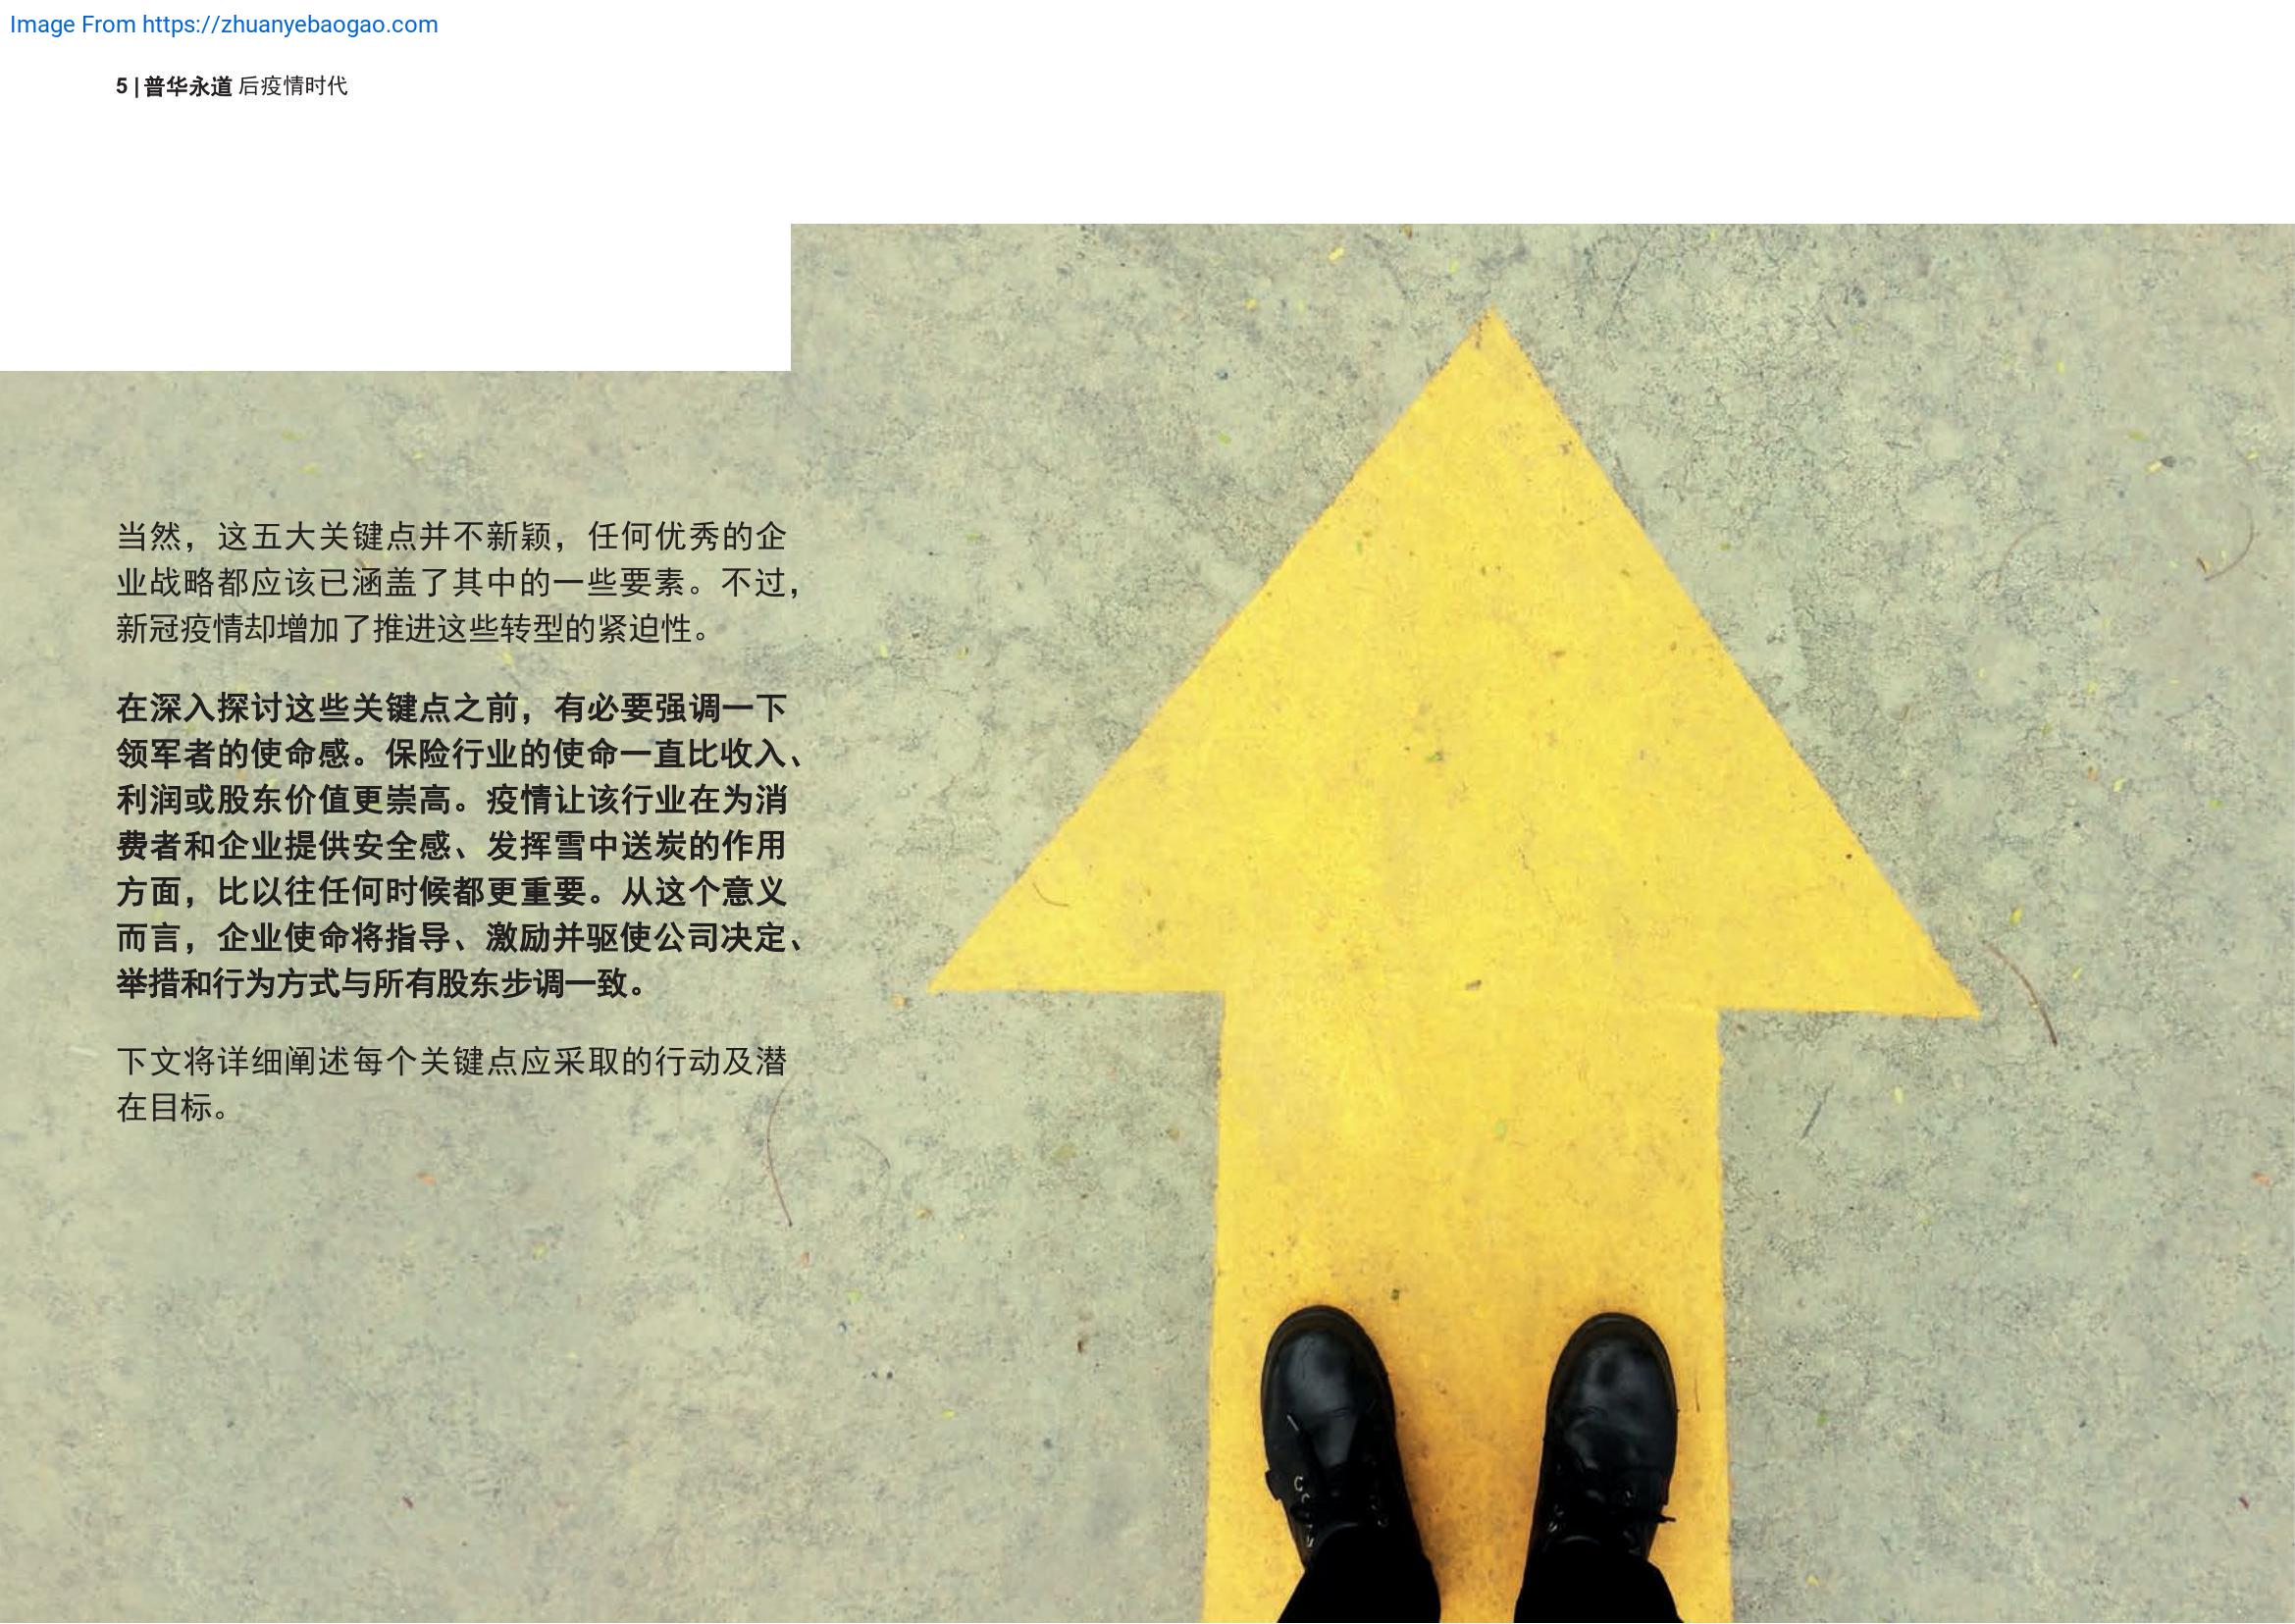 Image From https://zhuanyebaogao.com
5 | 普华永道 后疫情时代
当然，这五大关键点并不新颖，任何优秀的企
业战略都应该已涵盖了其中的一些要素。不过，
新冠疫情却增加了推进这些转型的紧迫性。
在深入探讨这些关键点之前，有必要强调一下
领军者的使命感。保险行业的使命一直比收入、
利润或股东价值更崇高。疫情让该行业在为消
费者和企业提供安全感、发挥雪中送炭的作用
方面，比以往任何时候都更重要。从这个意义
而言，企业使命将指导、激励并驱使公司决定、
举措和行为方式与所有股东步调一致。
下文将详细阐述每个关键点应采取的行动及潜
在目标。